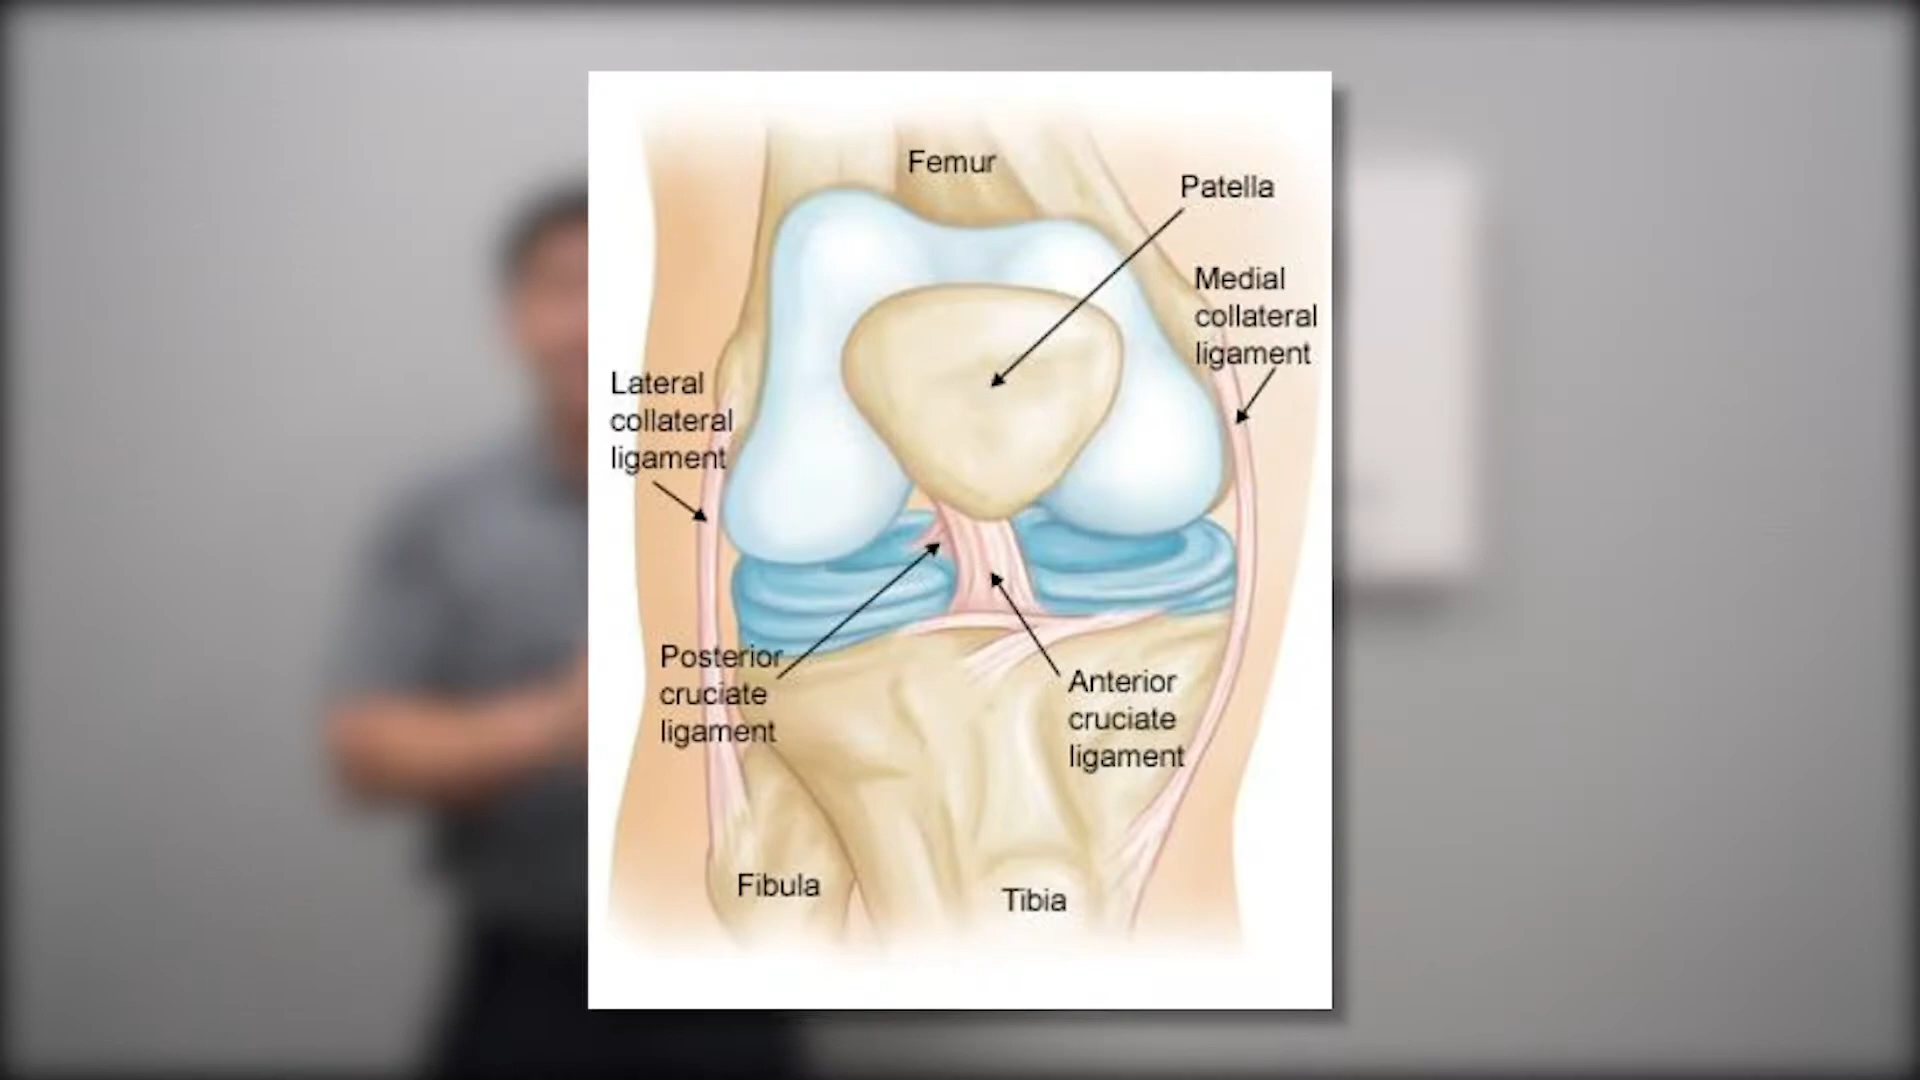 Femur
Patella
Medial
collateral
ligament
Lateral
collateral
ligament
Posterior
cruciate
ligament
Anterior
cruciate
ligament
Fibula
Tibia